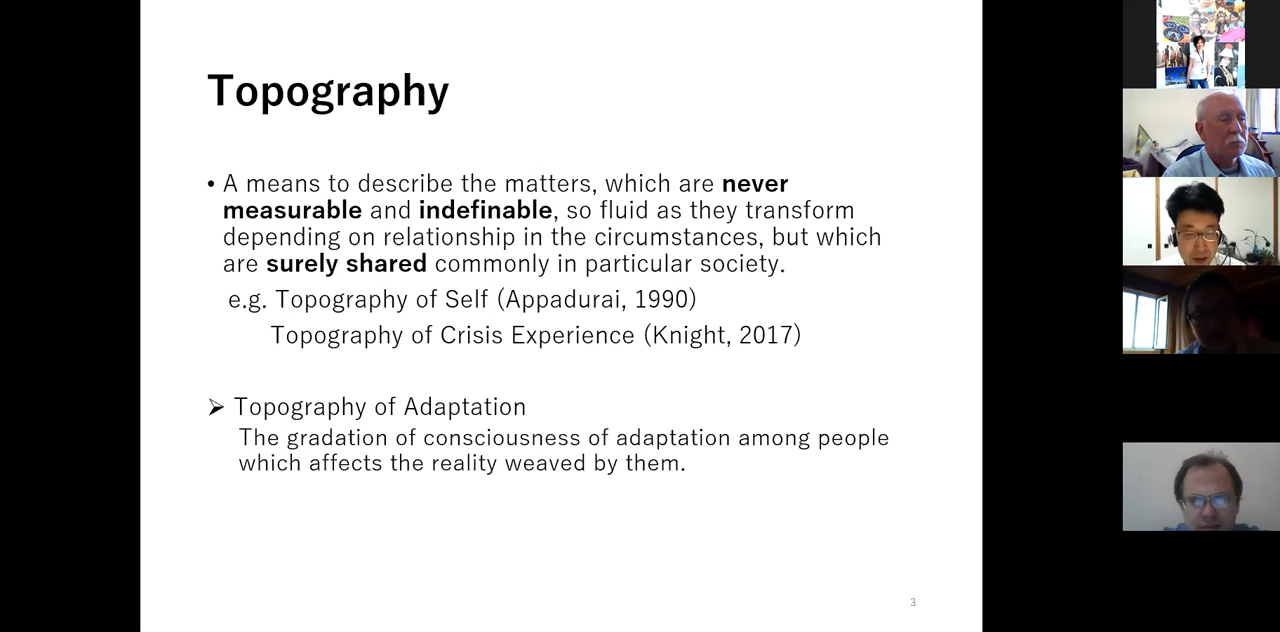 Topography
• A means to describe the matters, which are never
measurable and indefinable, so fluid as they transform
depending on relationship in the circumstances, but which
are surely shared commonly in particular society.
e.g. Topography of Self (Appadurai, 1990)
Topography of Crisis Experience (Knight, 2017)
➢ Topography of Adaptation
The gradation of consciousness of adaptation among people
which affects the reality weaved by them.
3